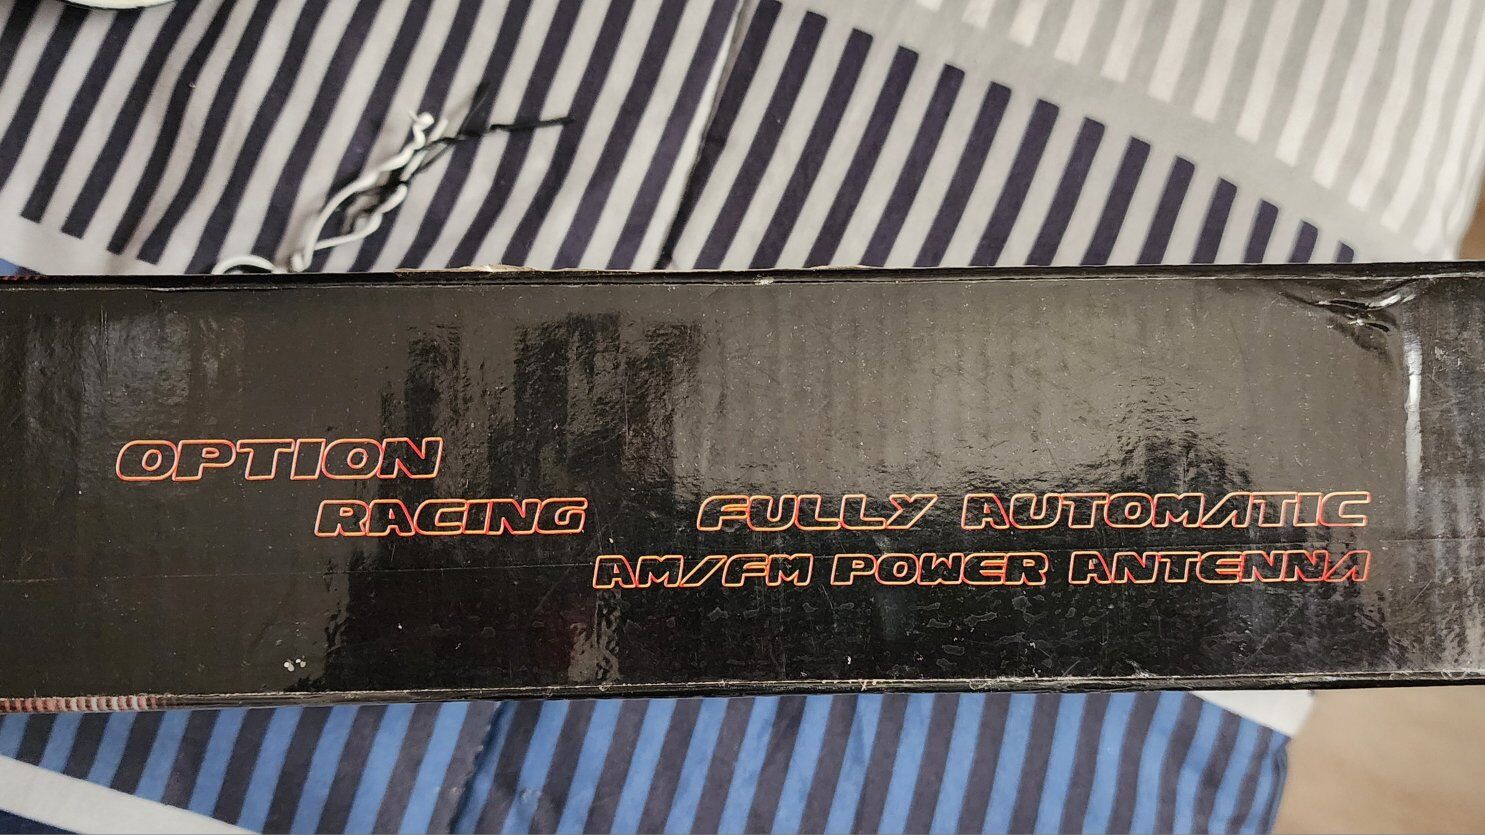 OPTION
RACING
FULLY AUTOMATIC
AM/FM POWER ANTENNA